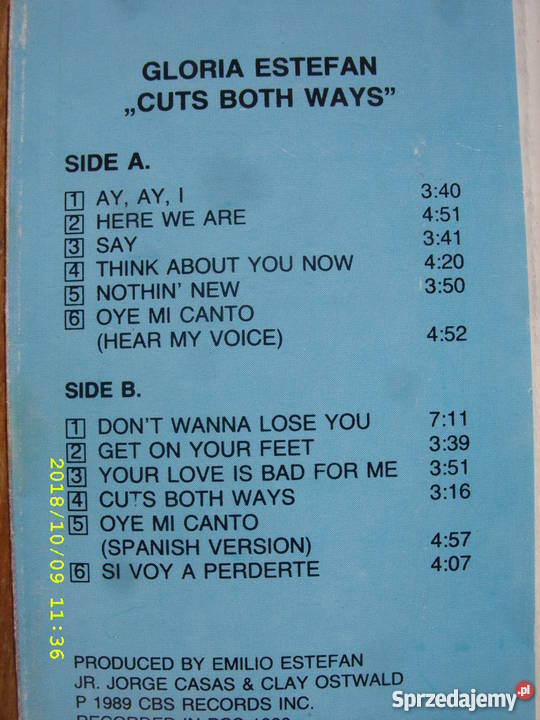 GLORIA ESTEFAN
„CUTS BOTH WAYS”
SIDE A.
1 AY, AY, I 3:40
2 HERE WE ARE 4:51
3 SAY 3:41
4 THINK ABOUT YOU NOW 4:20
5 NOTHIN' NEW 3:50
6 OYE MI CANTO
(HEAR MY VOICE) 4:52
SIDE B.
1 DON'T WANNA LOSE YOU 7:11
2 GET ON YOUR FEET 3:39
3 YOUR LOVE IS BAD FOR ME 3:51
4 CUTS BOTH WAYS 3:16
5 OYE MI CANTO
(SPANISH VERSION) 4:57
6 SI VOY A PERDERTE 4:07
2018/10/09 11:36
PRODUCED BY EMILIO ESTEFAN
JR. JORGE CASAS & CLAY OSTWALD
P 1989 CBS RECORDS INC.
RECORDED IN
Sprzedajemy.pl